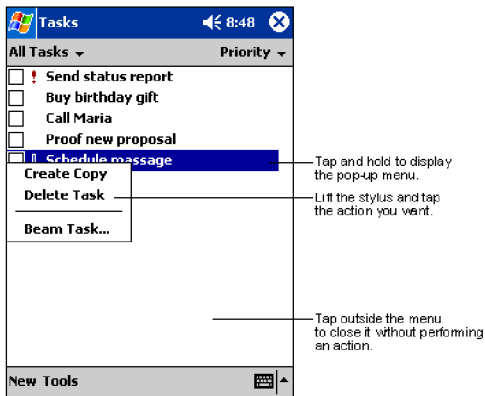 Tasks 8:48
All Tasks Priority
! Send status report
Buy birthday gift
Call Maria
Proof new proposal
Schedule massage
Create Copy
Delete Task
Beam Task...
Tap and hold to display
the pop-up menu.
Lift the stylus and tap
the action you want.
Tap outside the menu
to close it without performing
an action.
New Tools